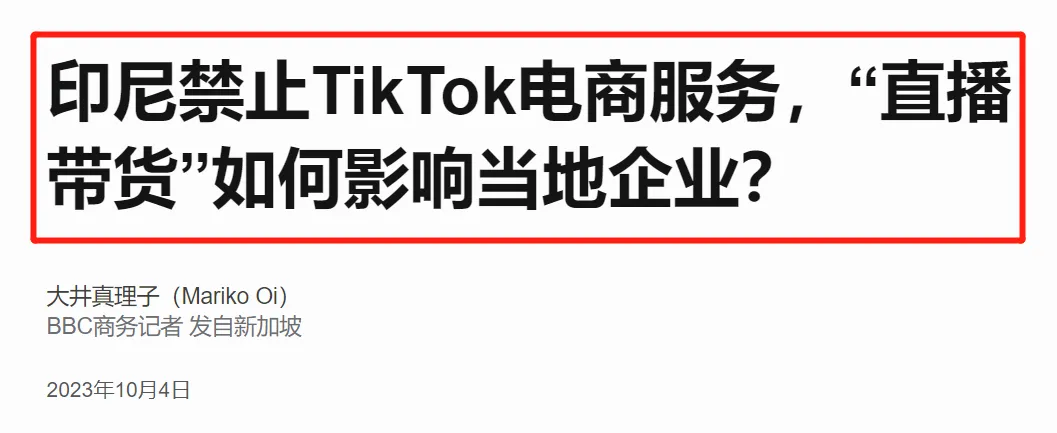 印尼禁止TikTok电商服务，“直播
带货”如何影响当地企业？
大井真理子（Mariko Oi）
BBC商务记者 发自新加坡
2023年10月4日